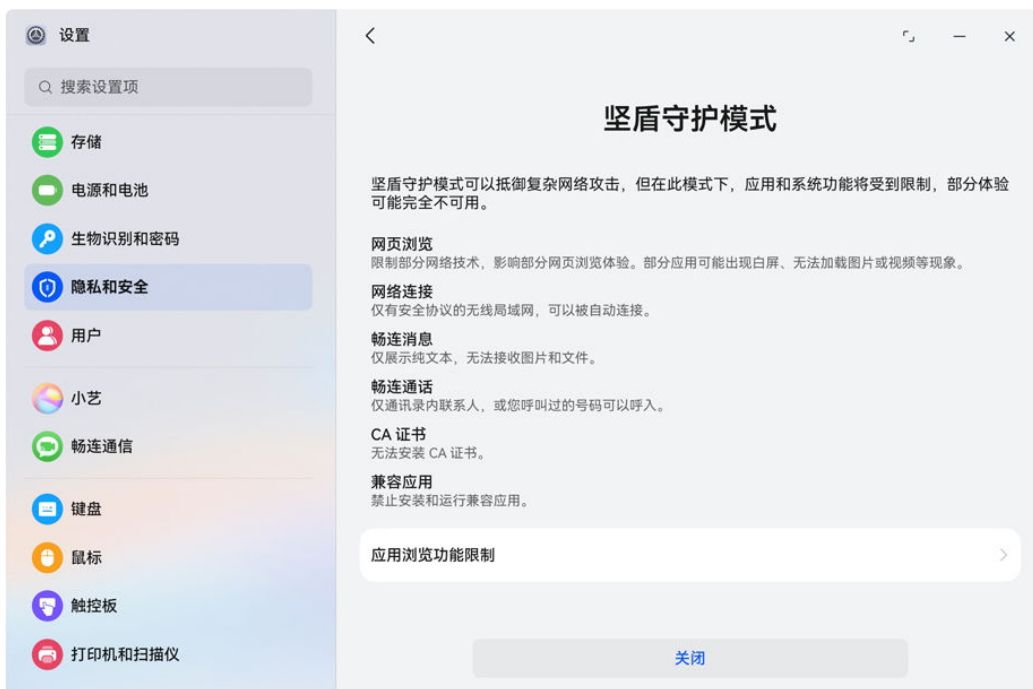 设置
搜索设置项
存储
电源和电池
生物识别和密码
隐私和安全
用户
小艺
畅连通信
键盘
鼠标
触控板
打印机和扫描仪
坚盾守护模式
坚盾守护模式可以抵御复杂网络攻击，但在此模式下，应用和系统功能将受到限制，部分体验
可能完全不可用。
网页浏览
限制部分网络技术，影响部分网页浏览体验。部分应用可能出现白屏、无法加载图片或视频等现象。
网络连接
仅有安全协议的无线局域网，可以被自动连接。
畅连消息
仅展示纯文本，无法接收图片和文件。
畅连通话
仅通讯录内联系人，或您呼叫过的号码可以呼入。
CA 证书
无法安装 CA 证书。
兼容应用
禁止安装和运行兼容应用。
应用浏览功能限制
关闭